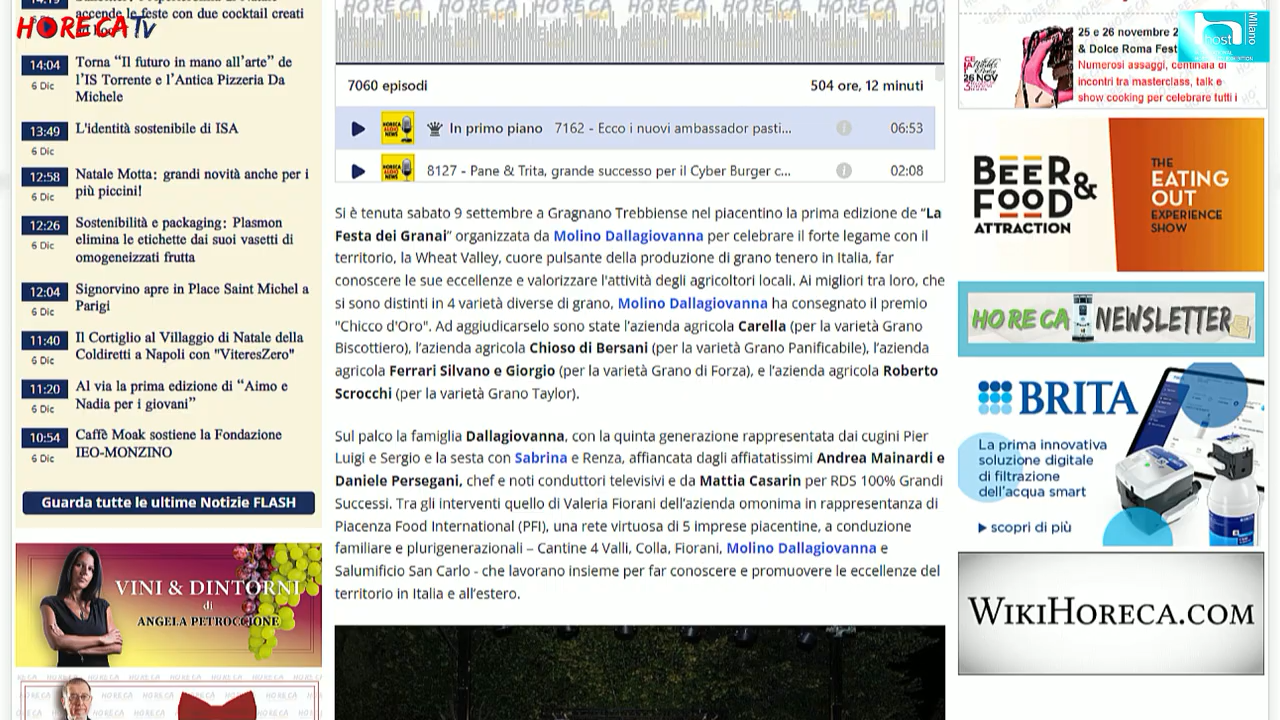 14:19
accende le feste con due cocktail creati
HORECA TV
14:04
6 Dic
Torna “Il futuro in mano all’arte” de
l’IS Torrente e l’Antica Pizzeria Da
Michele
13:49
6 Dic
L'identità sostenibile di ISA
12:58
6 Dic
Natale Motta: grandi novità anche per i
più piccini!
12:26
6 Dic
Sostenibilità e packaging: Plasmon
elimina le etichette dai suoi vasetti di
omogeneizzati frutta
12:04
6 Dic
Signorvino apre in Place Saint Michel a
Parigi
11:40
6 Dic
Il Cortiglio al Villaggio di Natale della
Coldiretti a Napoli con "ViteresZero"
11:20
6 Dic
Al via la prima edizione di “Aimo e
Nadia per i giovani”
10:54
6 Dic
Caffè Moak sostiene la Fondazione
IEO-MONZINO
Guarda tutte le ultime Notizie FLASH
VINI & DINTORNI
di
ANGELA PETROCCIONE
7060 episodi
504 ore, 12 minuti
In primo piano 7162 - Ecco i nuovi ambassador pasti... 06:53
8127 - Pane & Trita, grande successo per il Cyber Burger c... 02:08
Si è tenuta sabato 9 settembre a Gragnano Trebbiense nel piacentino la prima edizione de “La
Festa dei Granai” organizzata da Molino Dallagiovanna per celebrare il forte legame con il
territorio, la Wheat Valley, cuore pulsante della produzione di grano tenero in Italia, far
conoscere le sue eccellenze e valorizzare l'attività degli agricoltori locali. Ai migliori tra loro, che
si sono distinti in 4 varietà diverse di grano, Molino Dallagiovanna ha consegnato il premio
"Chicco d'Oro". Ad aggiudicarselo sono state l’azienda agricola Carella (per la varietà Grano
Biscottiero), l’azienda agricola Chioso di Bersani (per la varietà Grano Panificabile), l’azienda
agricola Ferrari Silvano e Giorgio (per la varietà Grano di Forza), e l’azienda agricola Roberto
Scrocchi (per la varietà Grano Taylor).
Sul palco la famiglia Dallagiovanna, con la quinta generazione rappresentata dai cugini Pier
Luigi e Sergio e la sesta con Sabrina e Renza, affiancata dagli affiatatissimi Andrea Mainardi e
Daniele Persegani, chef e noti conduttori televisivi e da Mattia Casarin per RDS 100% Grandi
Successi. Tra gli interventi quello di Valeria Fiorani dell’azienda omonima in rappresentanza di
Piacenza Food International (PFI), una rete virtuosa di 5 imprese piacentine, a conduzione
familiare e plurigenerazionali – Cantine 4 Valli, Colla, Fiorani, Molino Dallagiovanna e
Salumificio San Carlo - che lavorano insieme per far conoscere e promuovere le eccellenze del
territorio in Italia e all’estero.
25 e 26 novembre 2
& Dolce Roma Fest
Numerosi assaggi, centinaia di
incontri tra masterclass, talk e
show cooking per celebrare tutti i
26 NOV
host
Milano
BEER &
FOOD
ATTRACTION
THE
EATING
OUT
EXPERIENCE
SHOW
HORECA NEWSLETTER
BRITA
La prima innovativa
soluzione digitale
di filtrazione
dell’acqua smart
scopri di più
WIKIHORECA.COM